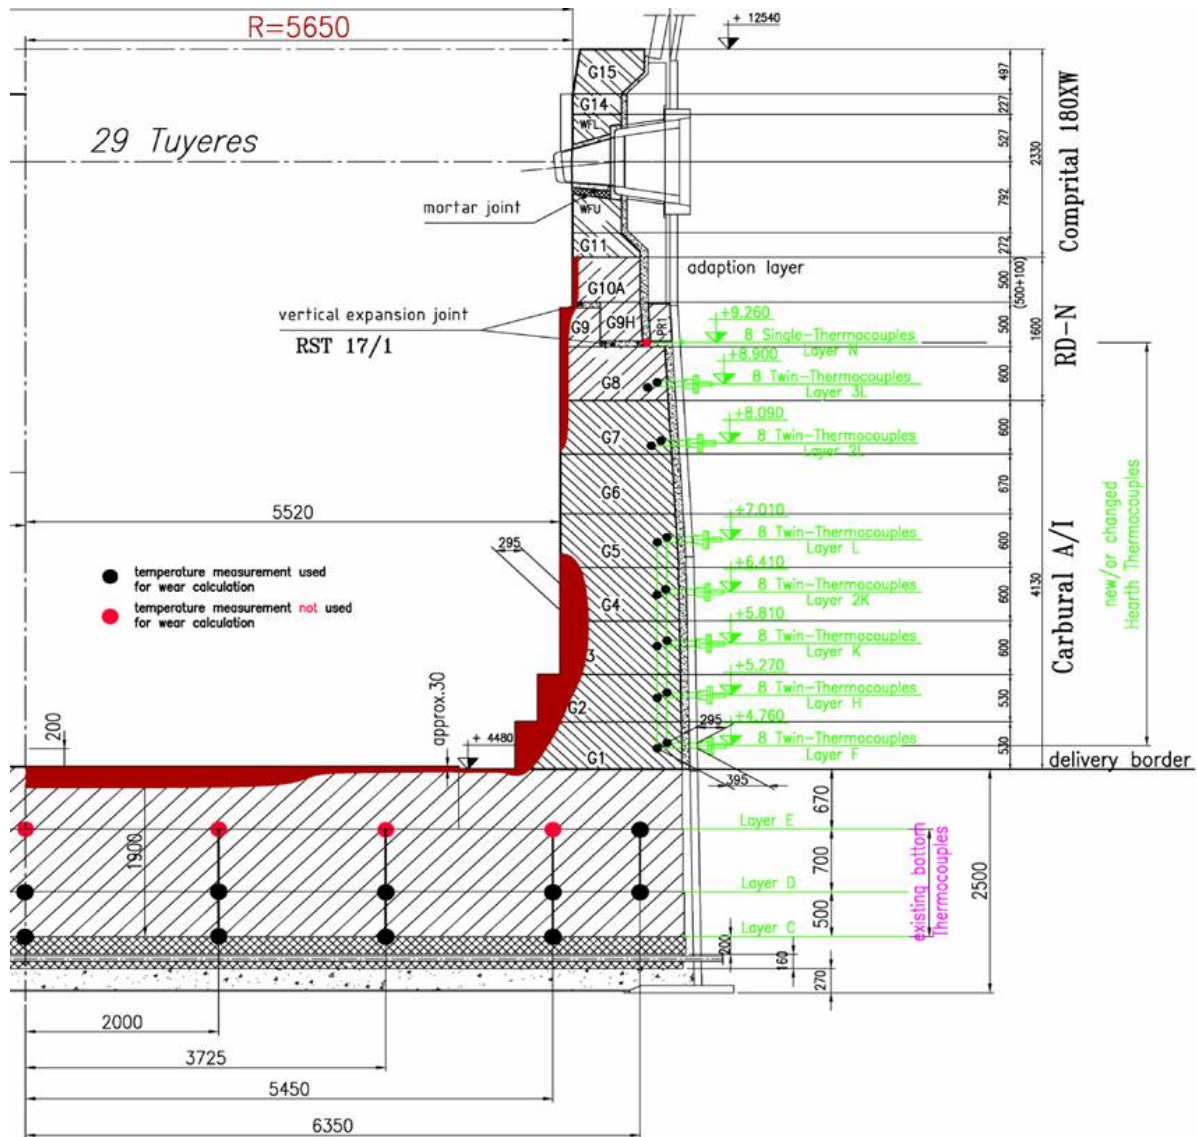 R=5650
+ 12540
G15
497
G14
227
WFL
29 Tuyeres
527
2330
Comprital 180XW
mortar joint
WFU
792
G11
272
adaption layer
G10A
500
(500+100)
vertical expansion joint
RST 17/1
G9
G9H
PR1
+9.260
8 Single-Thermocouples
Layer N
500
1600
RD-N
+8.900
G8
8 Twin-Thermocouples
Layer 3L
600
+8.090
G7
8 Twin-Thermocouples
Layer 2L
600
G6
670
5520
+7.010
295
G5
8 Twin-Thermocouples
Layer L
600
new/or changed
Hearth Thermocouples
temperature measurement used
for wear calculation
+6.410
G4
8 Twin-Thermocouples
Layer 2K
600
4130
Carbural A/I
temperature measurement not used
for wear calculation
+5.810
3
8 Twin-Thermocouples
Layer K
600
+5.270
G2
8 Twin-Thermocouples
Layer H
530
approx.30
200
+ 4480
+4.760
295
G1
8 Twin-Thermocouples
Layer F
530
delivery border
395
670
Layer E
1900
700
existing bottom
Thermocouples
2500
Layer D
500
Layer C
200
160
270
2000
3725
5450
6350